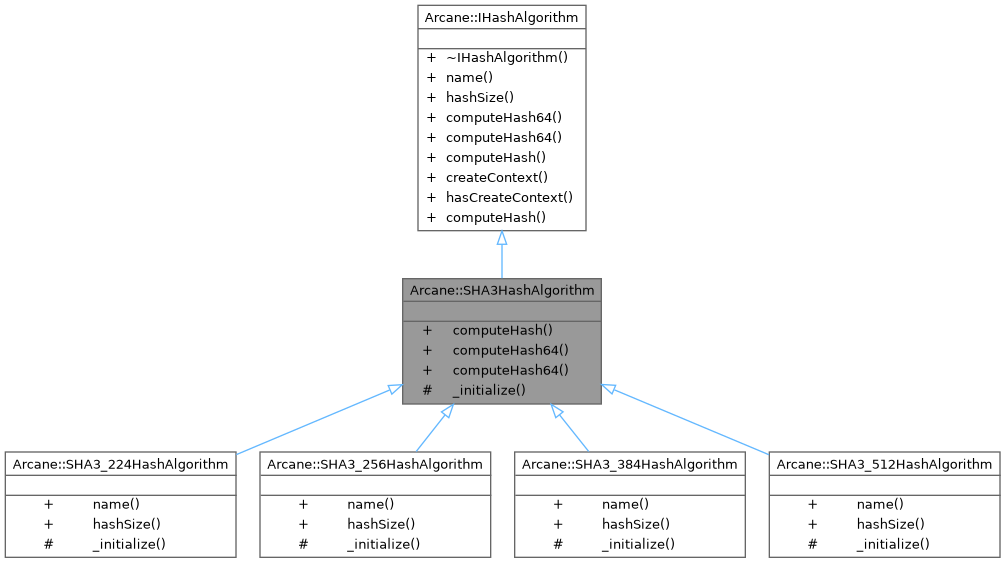 Arcane::IHashAlgorithm
+ ~IHashAlgorithm()
+ name()
+ hashSize()
+ computeHash64()
+ computeHash64()
+ computeHash()
+ createContext()
+ hasCreateContext()
+ computeHash()
Arcane::SHA3HashAlgorithm
+ computeHash()
+ computeHash64()
+ computeHash64()
# _initialize()
Arcane::SHA3_224HashAlgorithm
+ name()
+ hashSize()
# _initialize()
Arcane::SHA3_256HashAlgorithm
+ name()
+ hashSize()
# _initialize()
Arcane::SHA3_384HashAlgorithm
+ name()
+ hashSize()
# _initialize()
Arcane::SHA3_512HashAlgorithm
+ name()
+ hashSize()
# _initialize()